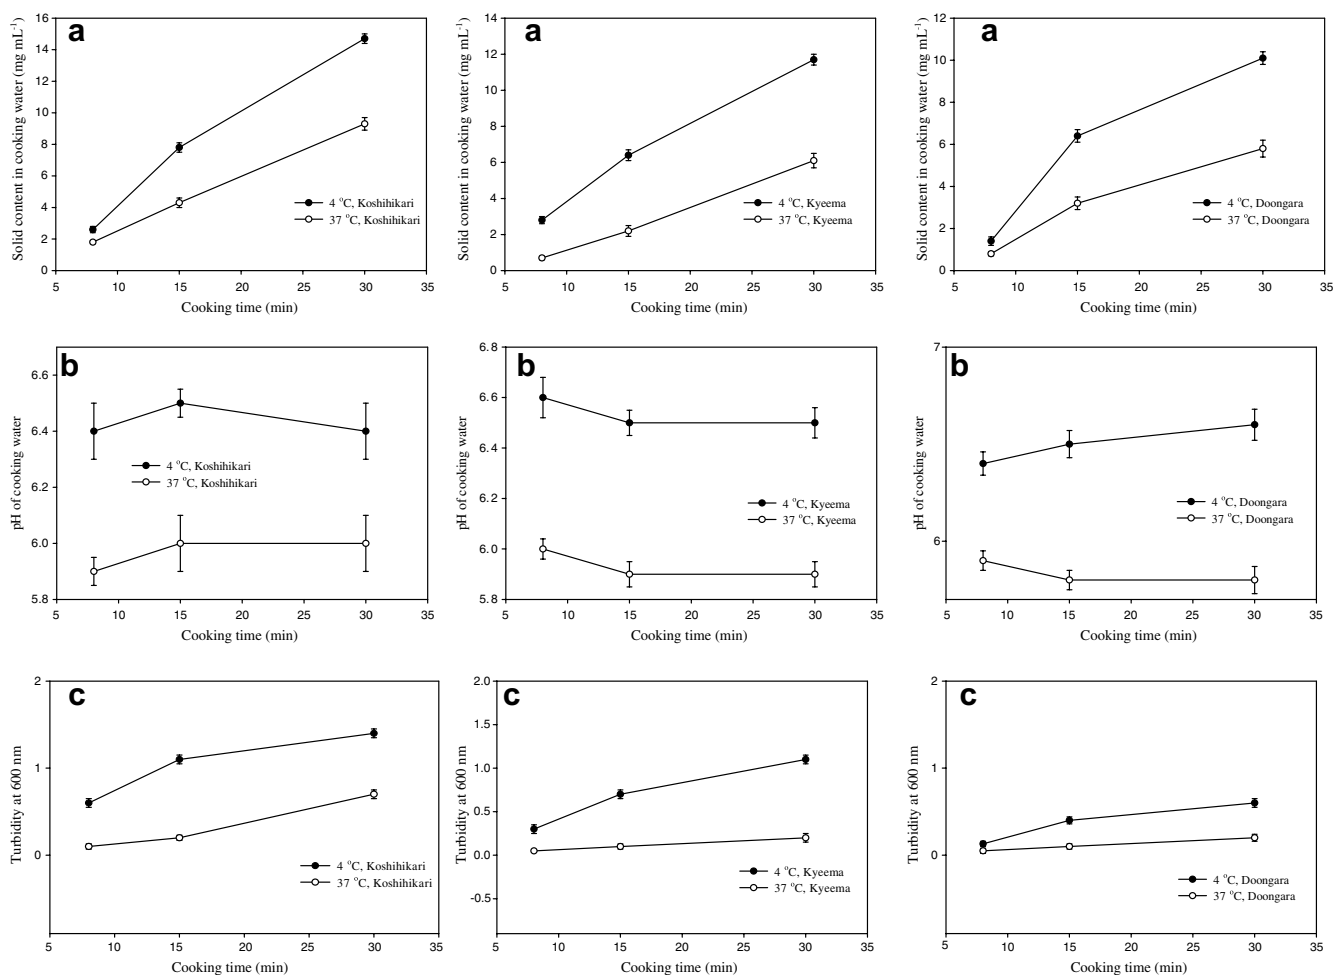 a
Solid content in cooking water (mg mL⁻¹)
16
14
12
10
8
6
4
2
0
4 °C, Koshihikari
37 °C, Koshihikari
5 10 15 20 25 30 35
Cooking time (min)
a
Solid content in cooking water (mg mL⁻¹)
14
12
10
8
6
4
2
0
4 °C, Kyeema
37 °C, Kyeema
5 10 15 20 25 30 35
Cooking time (min)
a
Solid content in cooking water (mg mL⁻¹)
12
10
8
6
4
2
0
4 °C, Doongara
37 °C, Doongara
5 10 15 20 25 30 35
Cooking time (min)
b
pH of cooking water
6.6
6.4
6.2
6.0
5.8
4 °C, Koshihikari
37 °C, Koshihikari
5 10 15 20 25 30 35
Cooking time (min)
b
pH of cooking water
6.8
6.6
6.4
6.2
6.0
5.8
4 °C, Kyeema
37 °C, Kyeema
5 10 15 20 25 30 35
Cooking time (min)
b
pH of cooking water
7
6
4 °C, Doongara
37 °C, Doongara
5 10 15 20 25 30 35
Cooking time (min)
c
Turbidity at 600 nm
2
1
0
4 °C, Koshihikari
37 °C, Koshihikari
5 10 15 20 25 30 35
Cooking time (min)
c
Turbidity at 600 nm
2.0
1.5
1.0
0.5
0.0
-0.5
4 °C, Kyeema
37 °C, Kyeema
5 10 15 20 25 30 35
Cooking time (min)
c
Turbidity at 600 nm
2
1
0
4 °C, Doongara
37 °C, Doongara
5 10 15 20 25 30 35
Cooking time (min)